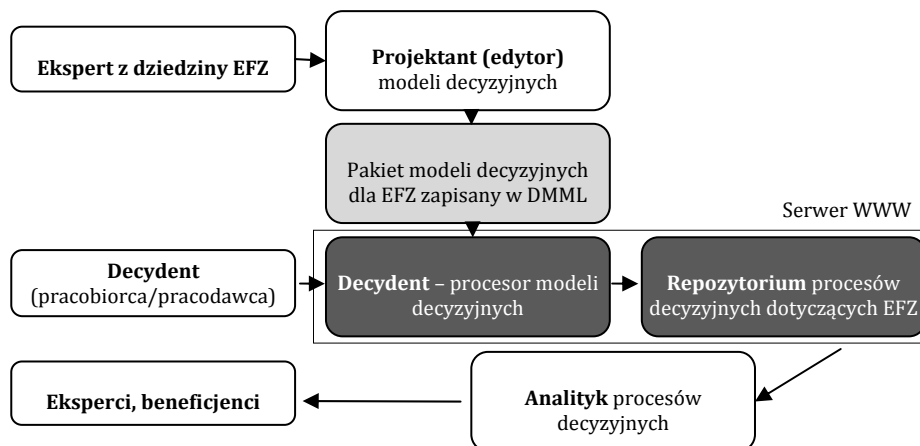 Ekspert z dziedziny EFZ
Projektant (edytor)
modeli decyzyjnych
Pakiet modeli decyzyjnych
dla EFZ zapisany w DMML
Serwer WWW
Decydent
(pracobiorca/pracodawca)
Decydent – procesor modeli
decyzyjnych
Repozytorium procesów
decyzyjnych dotyczących EFZ
Eksperci, beneficjenci
Analityk procesów
decyzyjnych